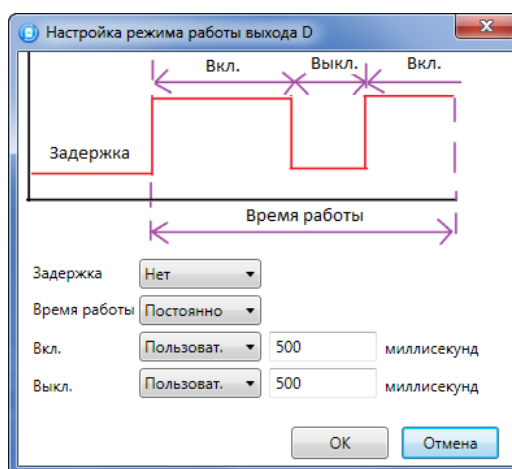 Настройка режима работы выхода D
Вкл. Выкл. Вкл.
Задержка
Время работы
Задержка Нет
Время работы Постоянно
Вкл. Пользоват. 500 миллисекунд
Выкл. Пользоват. 500 миллисекунд
OK Отмена